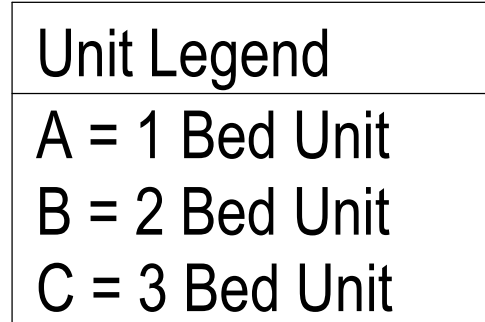 Unit Legend
A = 1 Bed Unit
B = 2 Bed Unit
C = 3 Bed Unit